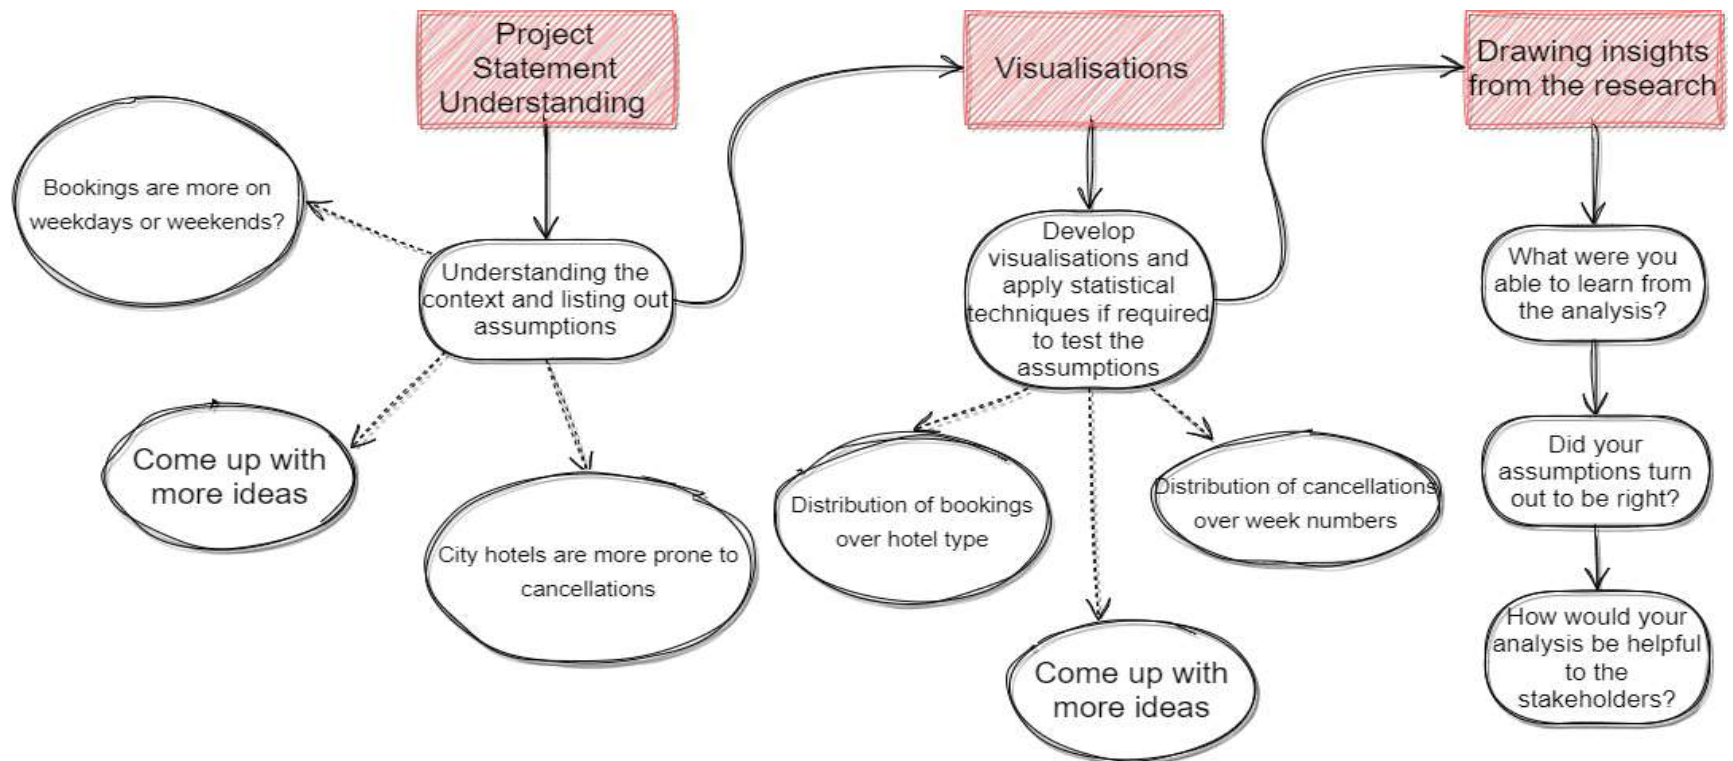 Project
Statement
Understanding
Visualisations
Drawing insights
from the research
Bookings are more on
weekdays or weekends?
Understanding the
context and listing out
assumptions
Come up with
more ideas
City hotels are more prone to
cancellations
Develop
visualisations and
apply statistical
techniques if required
to test the
assumptions
Distribution of bookings
over hotel type
Come up with
more ideas
Distribution of cancellations
over week numbers
What were you
able to learn from
the analysis?
Did your
assumptions turn
out to be right?
How would your
analysis be helpful
to the
stakeholders?